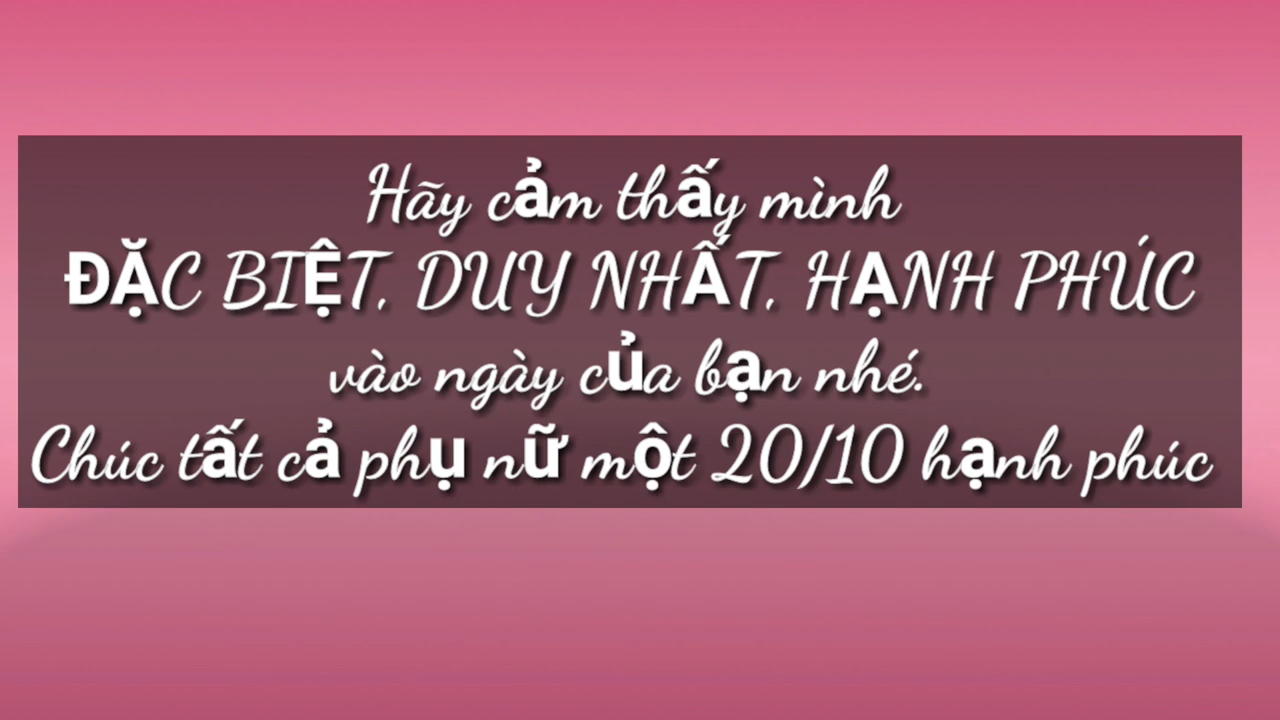 Hãy cảm thấy mình
ĐẶC BIỆT, DUY NHẤT, HẠNH PHÚC
vào ngày của bạn nhé.
Chúc tất cả phụ nữ một 20/10 hạnh phúc